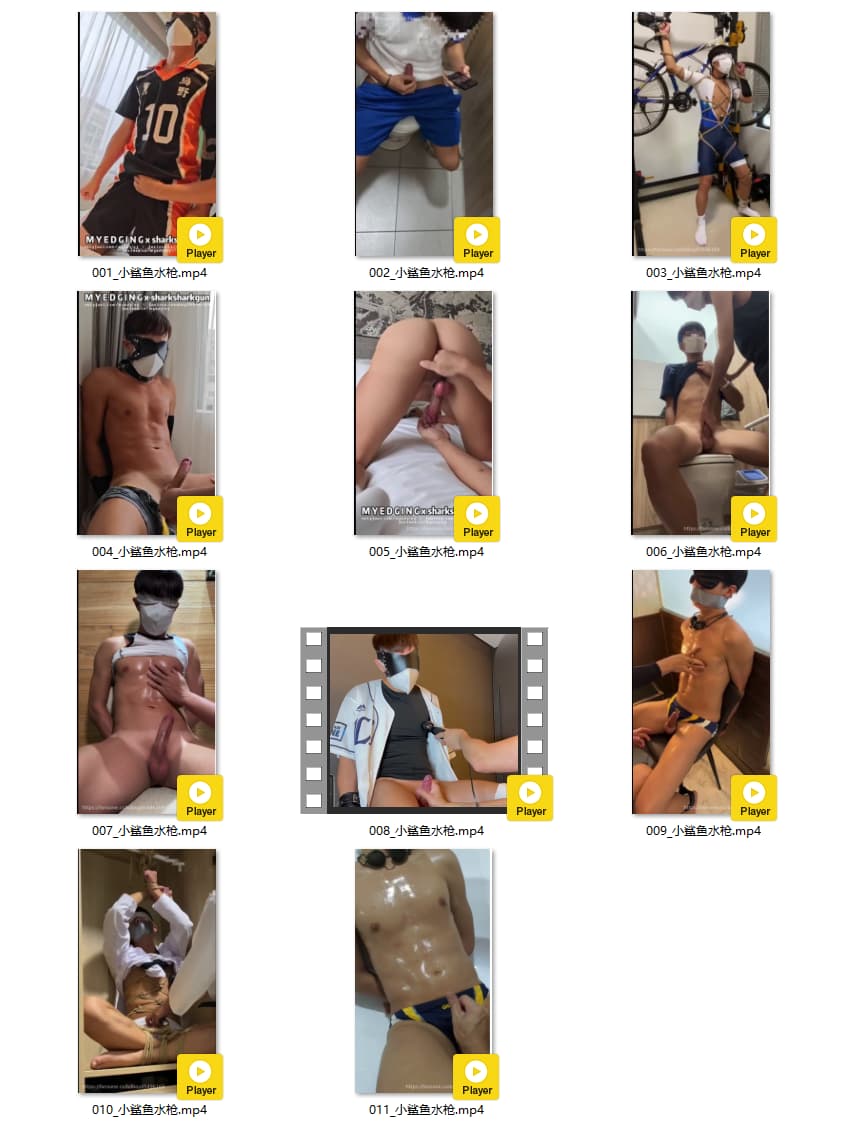 烏野
10
MYEDGING x sharks
Player
Player
Player
001_小鲨鱼水枪.mp4
002_小鲨鱼水枪.mp4
003_小鲨鱼水枪.mp4
MYEDGING x sharksharkgun
MYEDGING x sharks
Player
Player
Player
004_小鲨鱼水枪.mp4
005_小鲨鱼水枪.mp4
006_小鲨鱼水枪.mp4
Player
Player
Player
007_小鲨鱼水枪.mp4
008_小鲨鱼水枪.mp4
009_小鲨鱼水枪.mp4
Player
Player
010_小鲨鱼水枪.mp4
011_小鲨鱼水枪.mp4